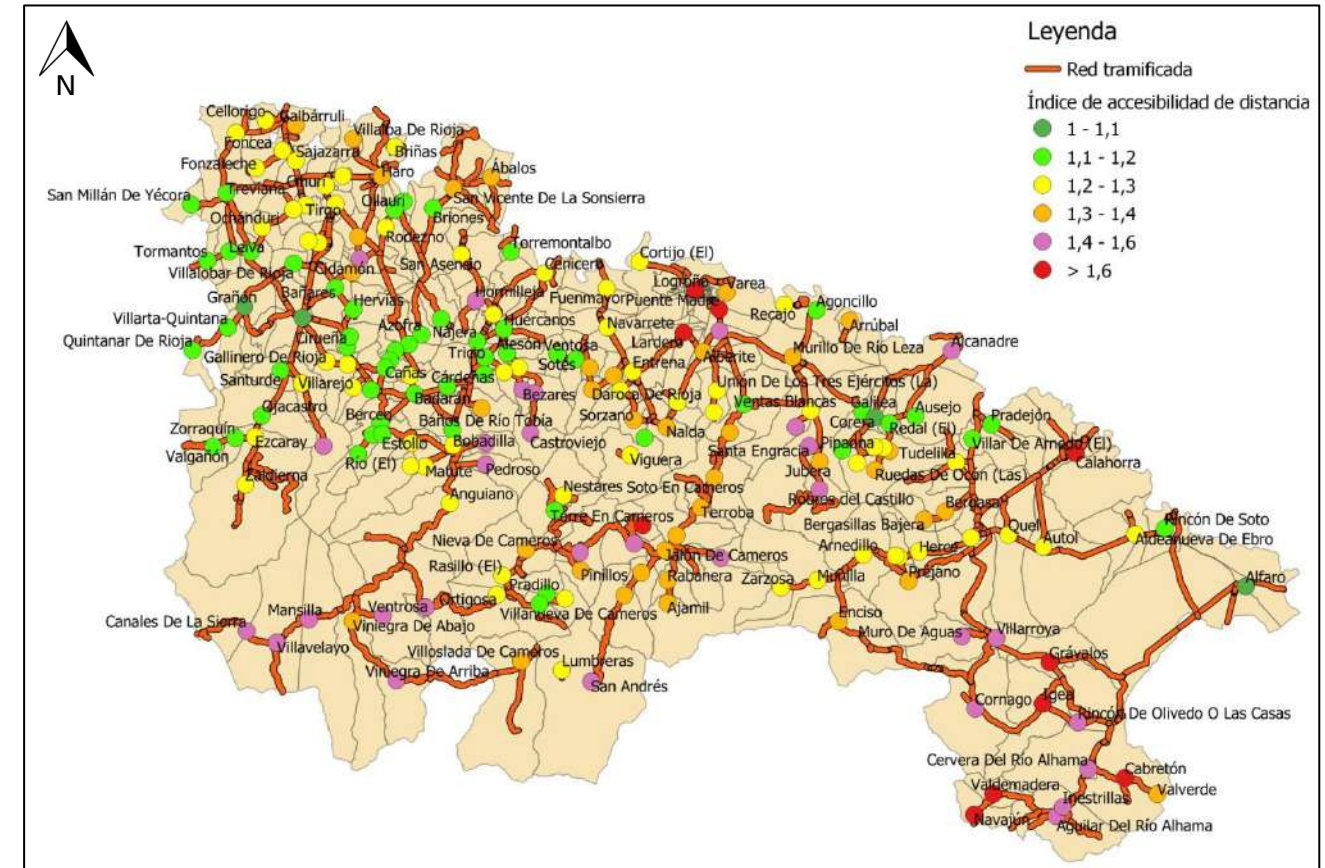 N
Leyenda
Red tramificada
Índice de accesibilidad de distancia
1 - 1,1
1,1 - 1,2
1,2 - 1,3
1,3 - 1,4
1,4 - 1,6
> 1,6
Cellorigo
Galbárruli
Villalba De Rioja
Foncea
Briñas
Fonzaleche
Sajazarra
Haro
Ábalos
Cihuri
San Millán De Yécora
Treviana
San Vicente De La Sonsierra
Ollauri
Tirgo
Briones
Ochánduri
Rodezno
Tormantos
Leiva
Torremontalbo
Cortijo (El)
San Asensio
Villalobar De Rioja
Cidamón
Cenicero
Logroño
Varea
Bañares
Grañón
Hervías
Hormilleja
Fuenmayor
Puente Madre
Agoncillo
Recajo
Villarta-Quintana
Azofra
Huércanos
Navarrete
Arrúbal
Quintanar De Rioja
Cirueña
Nájera
Alesón
Ventosa
Lardero
Alcanadre
Gallinero De Rioja
Tricio
Entrena
Alberite
Murillo De Río Leza
Santurde
Villarejo
Cañas
Cárdenas
Sotés
Unión De Los Tres Ejércitos (La)
Badarán
Bezares
Daroca De Rioja
Ventas Blancas
Galilea
Ausejo
Ojacastro
Berceo
Baños De Río Tobía
Sorzano
Corera
Redal (El)
Pradejón
Zorraquín
Ezcaray
Estollo
Bobadilla
Castroviejo
Nalda
Santa Engracia
Pipaona
Villar De Arnedo (El)
Valgañón
Río (El)
Tudelilla
Calahorra
Zaldierna
Matute
Pedroso
Viguera
Jubera
Ruedas De Ocón (Las)
Anguiano
Nestares
Soto En Cameros
Robres del Castillo
Bergasa
Torre En Cameros
Terroba
Bergasillas Bajera
Rincón De Soto
Quel
Autol
Aldeanueva De Ebro
Nieva De Cameros
Jalón De Cameros
Arnedillo
Herce
Rasillo (El)
Pradillo
Pinillos
Rabanera
Zarzosa
Munilla
Préjano
Alfaro
Ortigosa
Ventrosa
Mansilla
Villanueva De Cameros
Ajamil
Enciso
Canales De La Sierra
Viniegra De Abajo
Muro De Aguas
Villarroya
Villavelayo
Villoslada De Cameros
Lumbreras
Grávalos
Viniegra De Arriba
San Andrés
Igea
Cornago
Rincón De Olivedo O Las Casas
Cervera Del Río Alhama
Cabretón
Valdemadera
Valverde
Inestrillas
Navajún
Aguilar Del Río Alhama